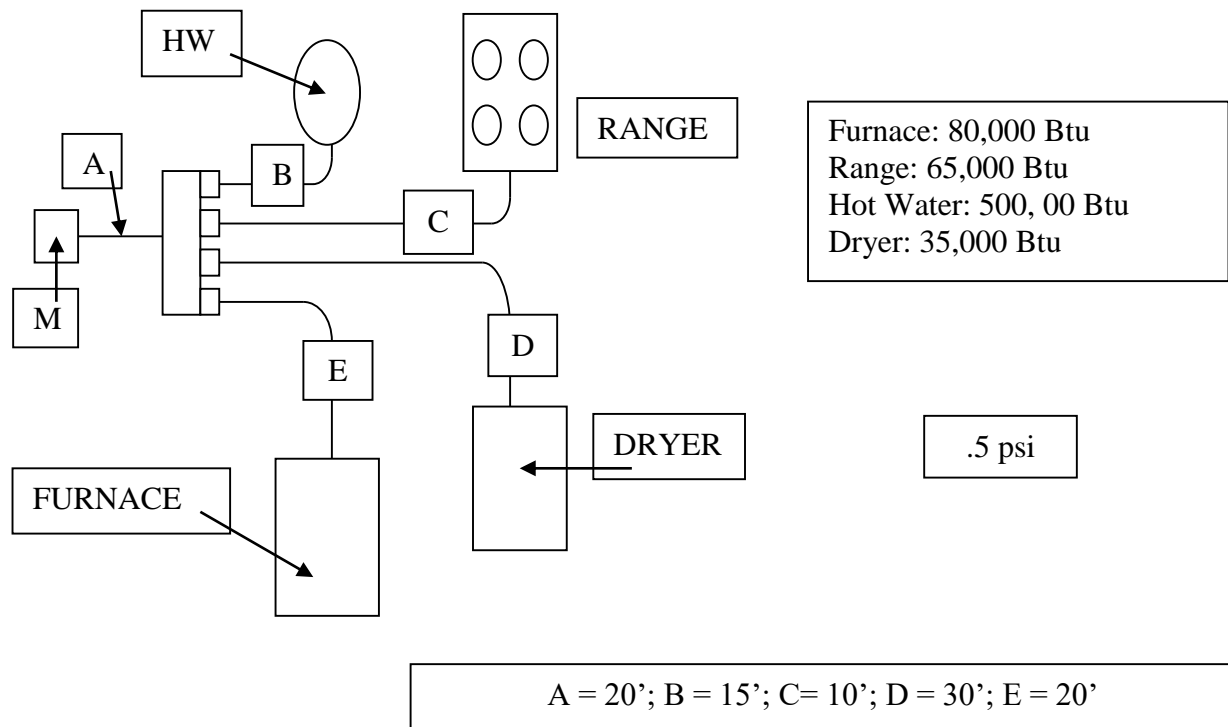 HW
RANGE
A
B
C
M
D
E
DRYER
FURNACE
Furnace: 80,000 Btu
Range: 65,000 Btu
Hot Water: 500, 00 Btu
Dryer: 35,000 Btu
.5 psi
A = 20’; B = 15’; C= 10’; D = 30’; E = 20’